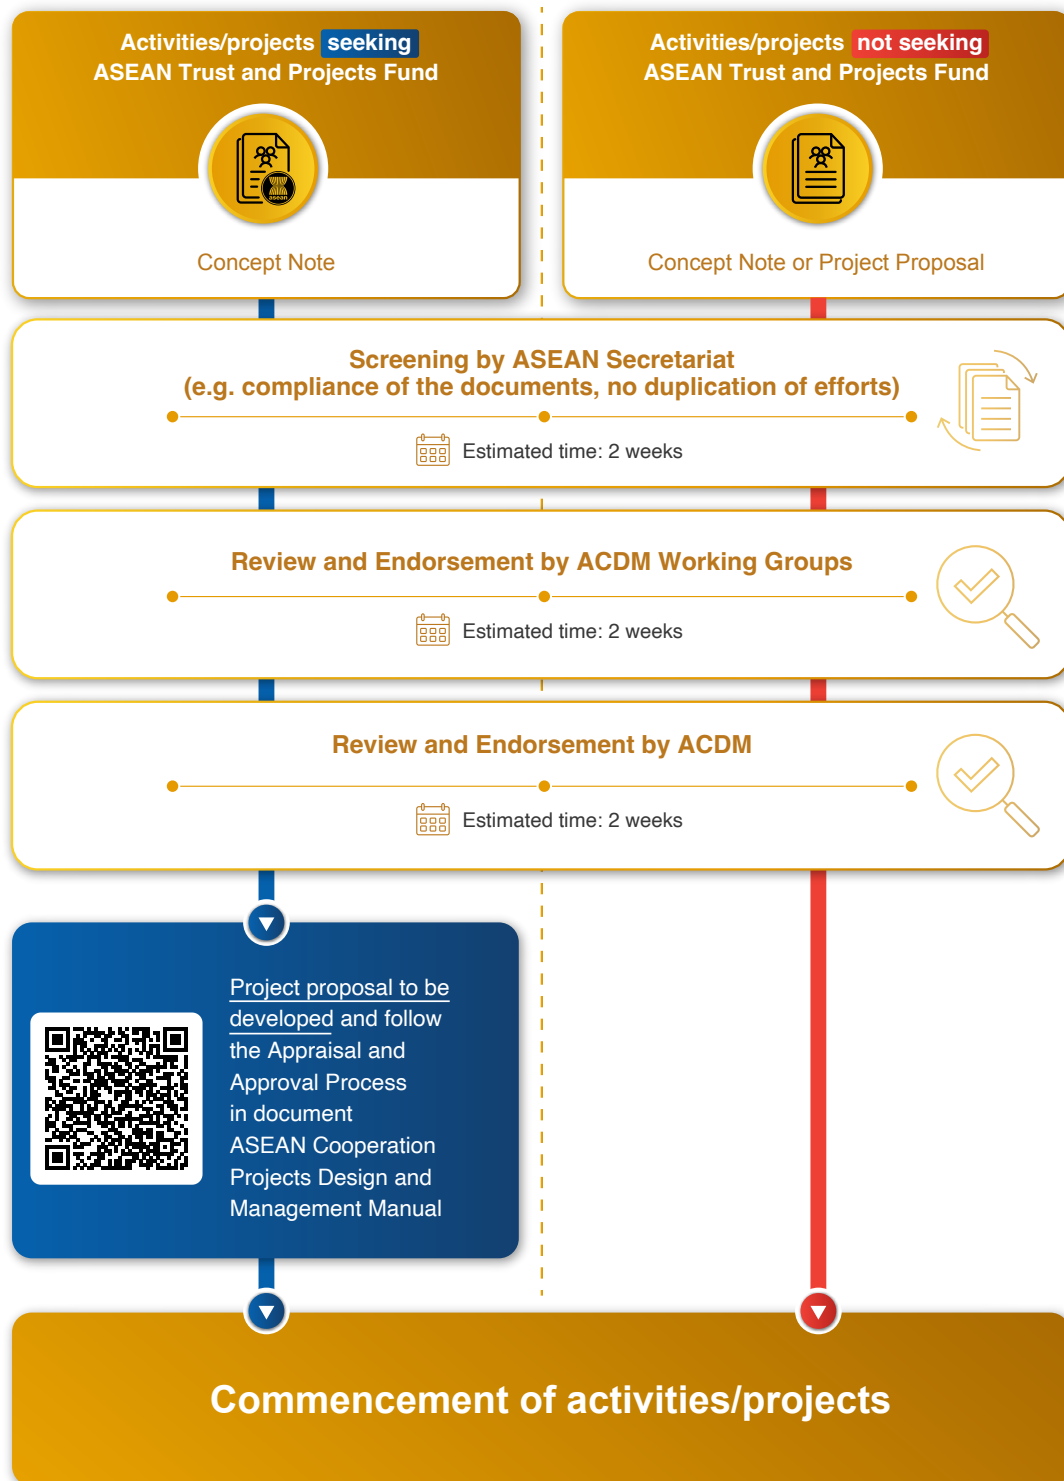 Activities/projects seeking
ASEAN Trust and Projects Fund
asean
Concept Note
Activities/projects not seeking
ASEAN Trust and Projects Fund
Concept Note or Project Proposal
Screening by ASEAN Secretariat
(e.g. compliance of the documents, no duplication of efforts)
Estimated time: 2 weeks
Review and Endorsement by ACDM Working Groups
Estimated time: 2 weeks
Review and Endorsement by ACDM
Estimated time: 2 weeks
Project proposal to be
developed and follow
the Appraisal and
Approval Process
in document
ASEAN Cooperation
Projects Design and
Management Manual
Commencement of activities/projects